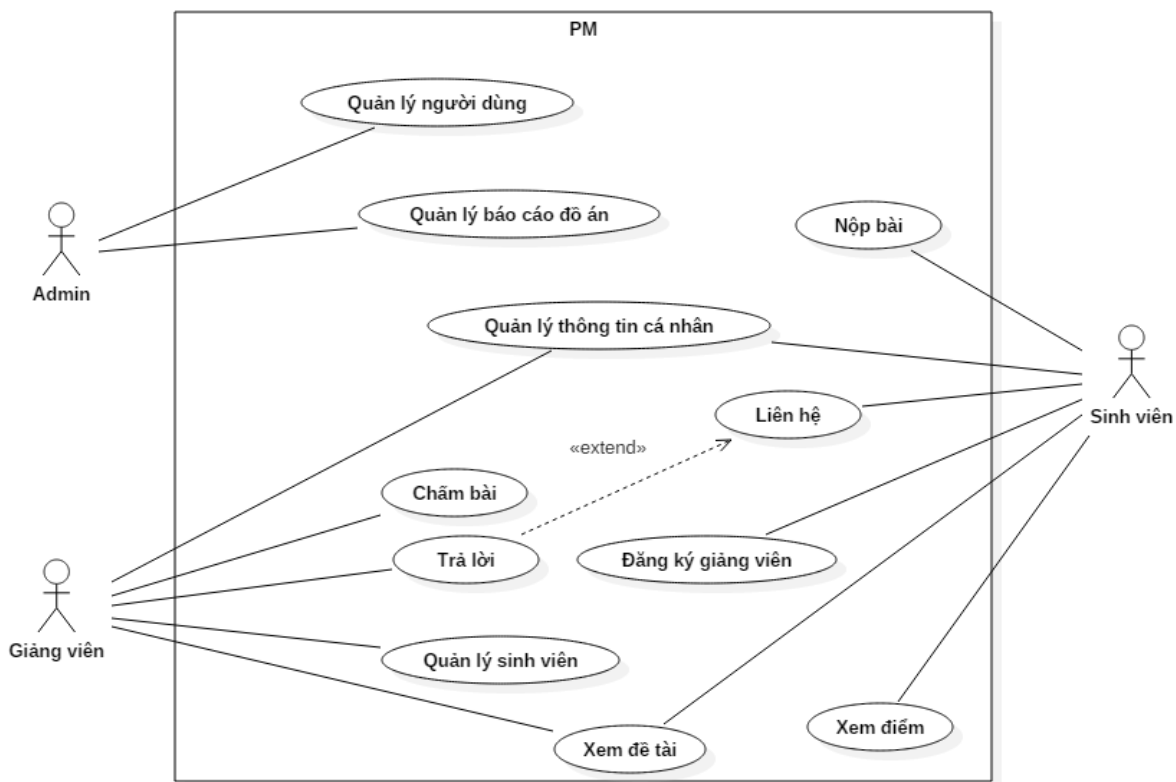 PM
Quản lý người dùng
Quản lý báo cáo đồ án
Nộp bài
Admin
Quản lý thông tin cá nhân
Liên hệ
Sinh viên
«extend»
Chấm bài
Trả lời
Đăng ký giảng viên
Giảng viên
Quản lý sinh viên
Xem điểm
Xem đề tài